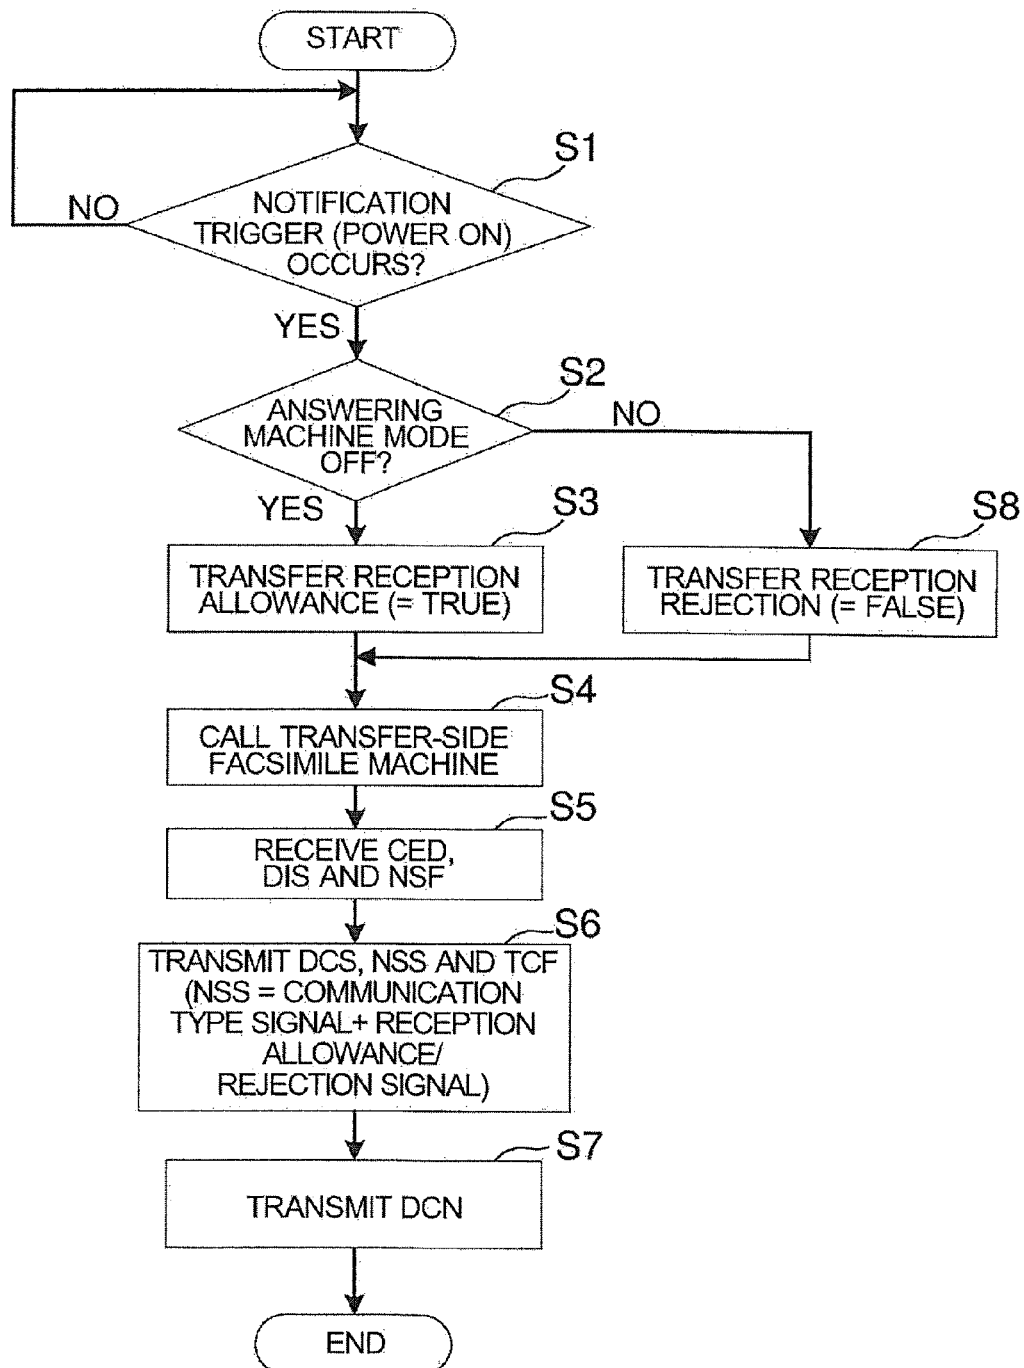 START
S1
NO
NOTIFICATION
TRIGGER (POWER ON)
OCCURS?
YES
S2
ANSWERING
MACHINE MODE
OFF?
NO
YES
S3
TRANSFER RECEPTION
ALLOWANCE (= TRUE)
S8
TRANSFER RECEPTION
REJECTION (= FALSE)
S4
CALL TRANSFER-SIDE
FACSIMILE MACHINE
S5
RECEIVE CED,
DIS AND NSF
S6
TRANSMIT DCS, NSS AND TCF
(NSS = COMMUNICATION
TYPE SIGNAL+ RECEPTION
ALLOWANCE/
REJECTION SIGNAL)
S7
TRANSMIT DCN
END